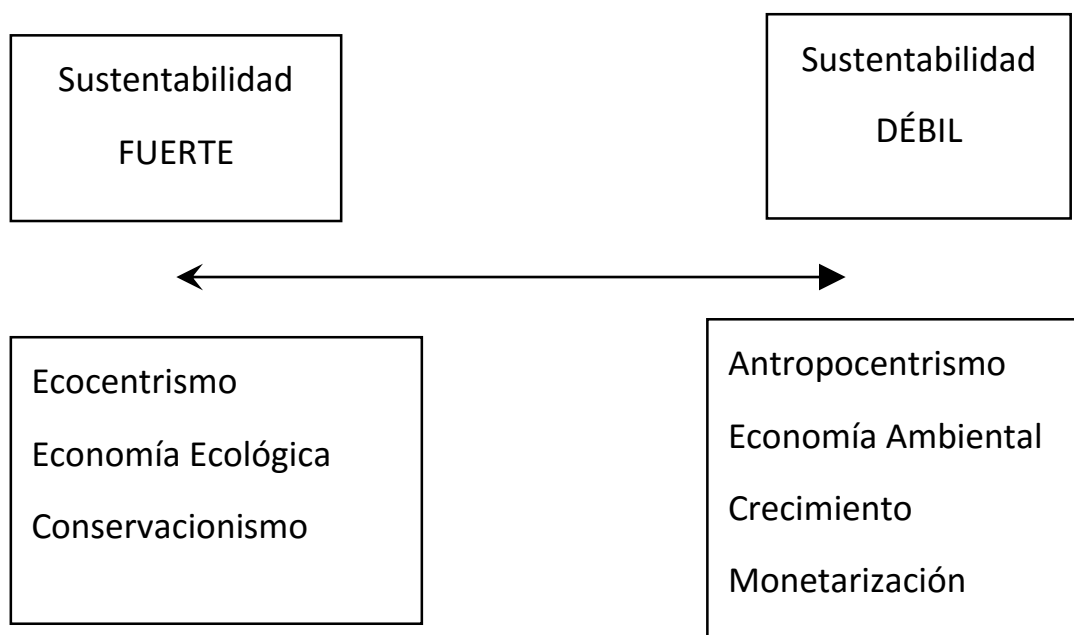 Sustentabilidad
FUERTE
Sustentabilidad
DÉBIL
Ecocentrismo
Economía Ecológica
Conservacionismo
Antropocentrismo
Economía Ambiental
Crecimiento
Monetarización